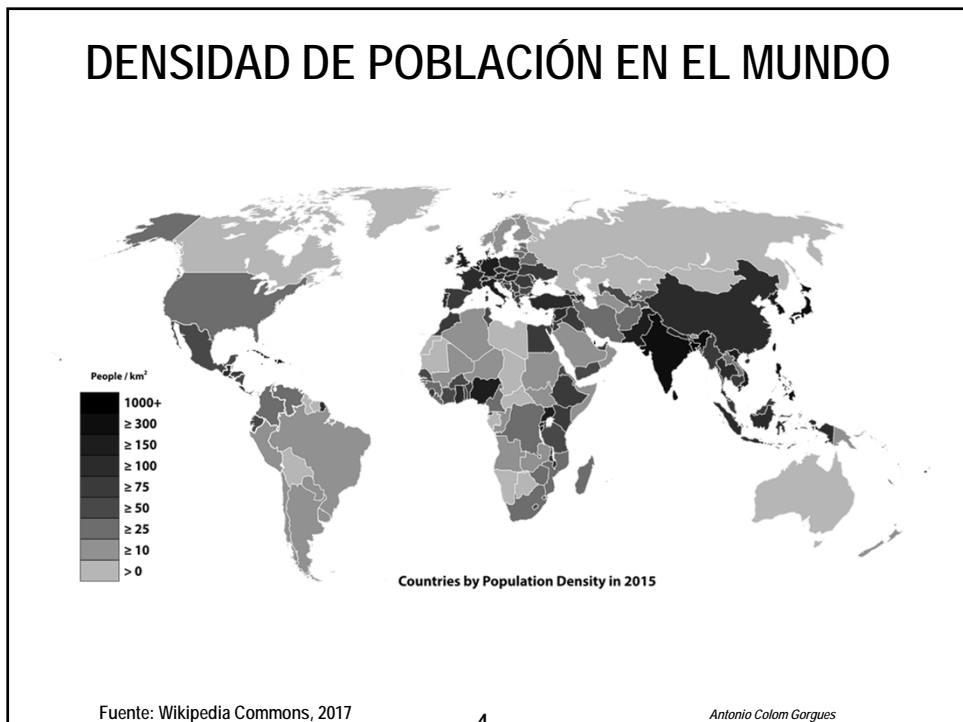 DENSIDAD DE POBLACIÓN EN EL MUNDO
People / km²
1000+
≥ 300
≥ 150
≥ 100
≥ 75
≥ 50
≥ 25
≥ 10
> 0
Countries by Population Density in 2015
Fuente: Wikipedia Commons, 2017
4
Antonio Colom Gorgues